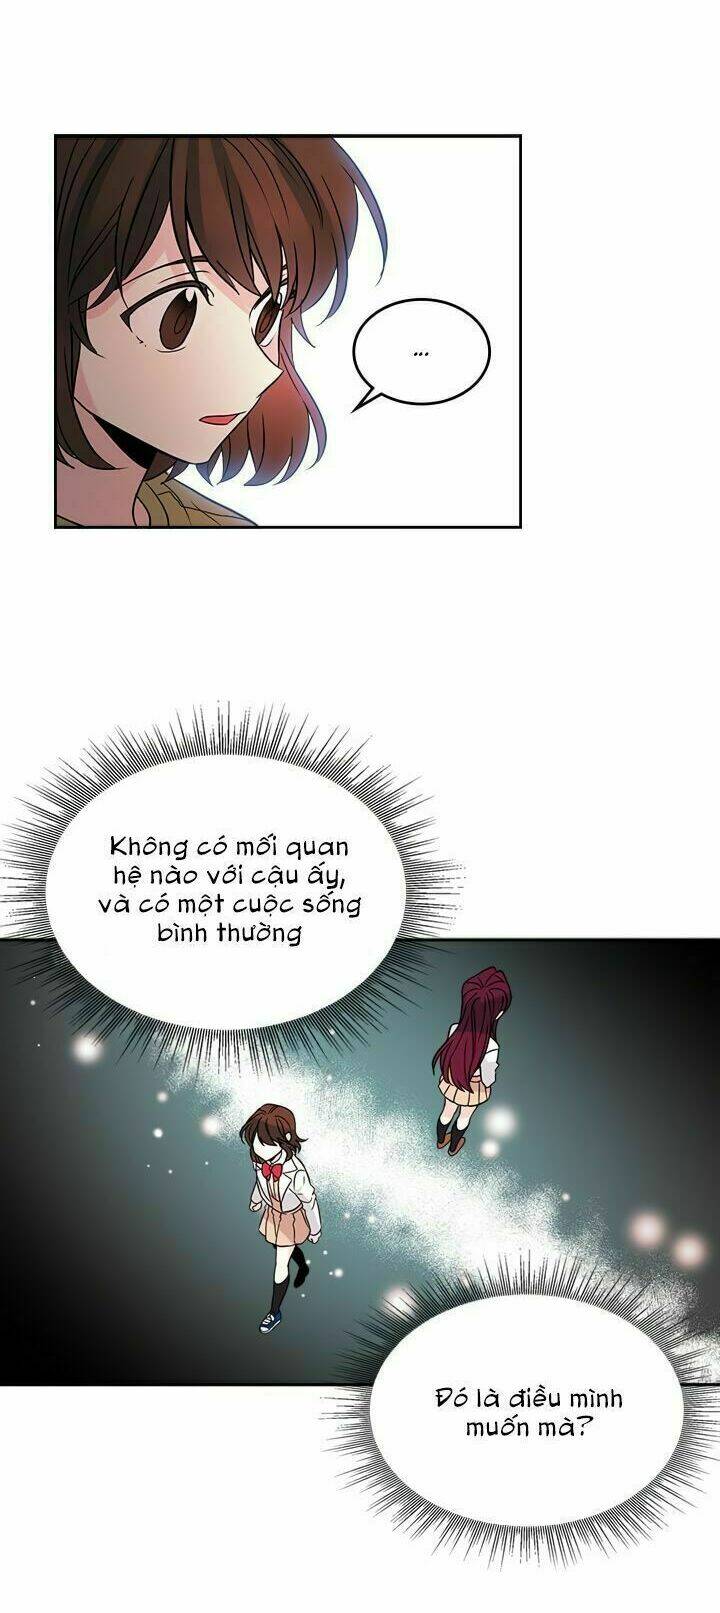 ...
Không có mối quan
hệ nào với cậu ấy,
và có một cuộc sống
bình thường
Đó là điều mình
muốn mà?